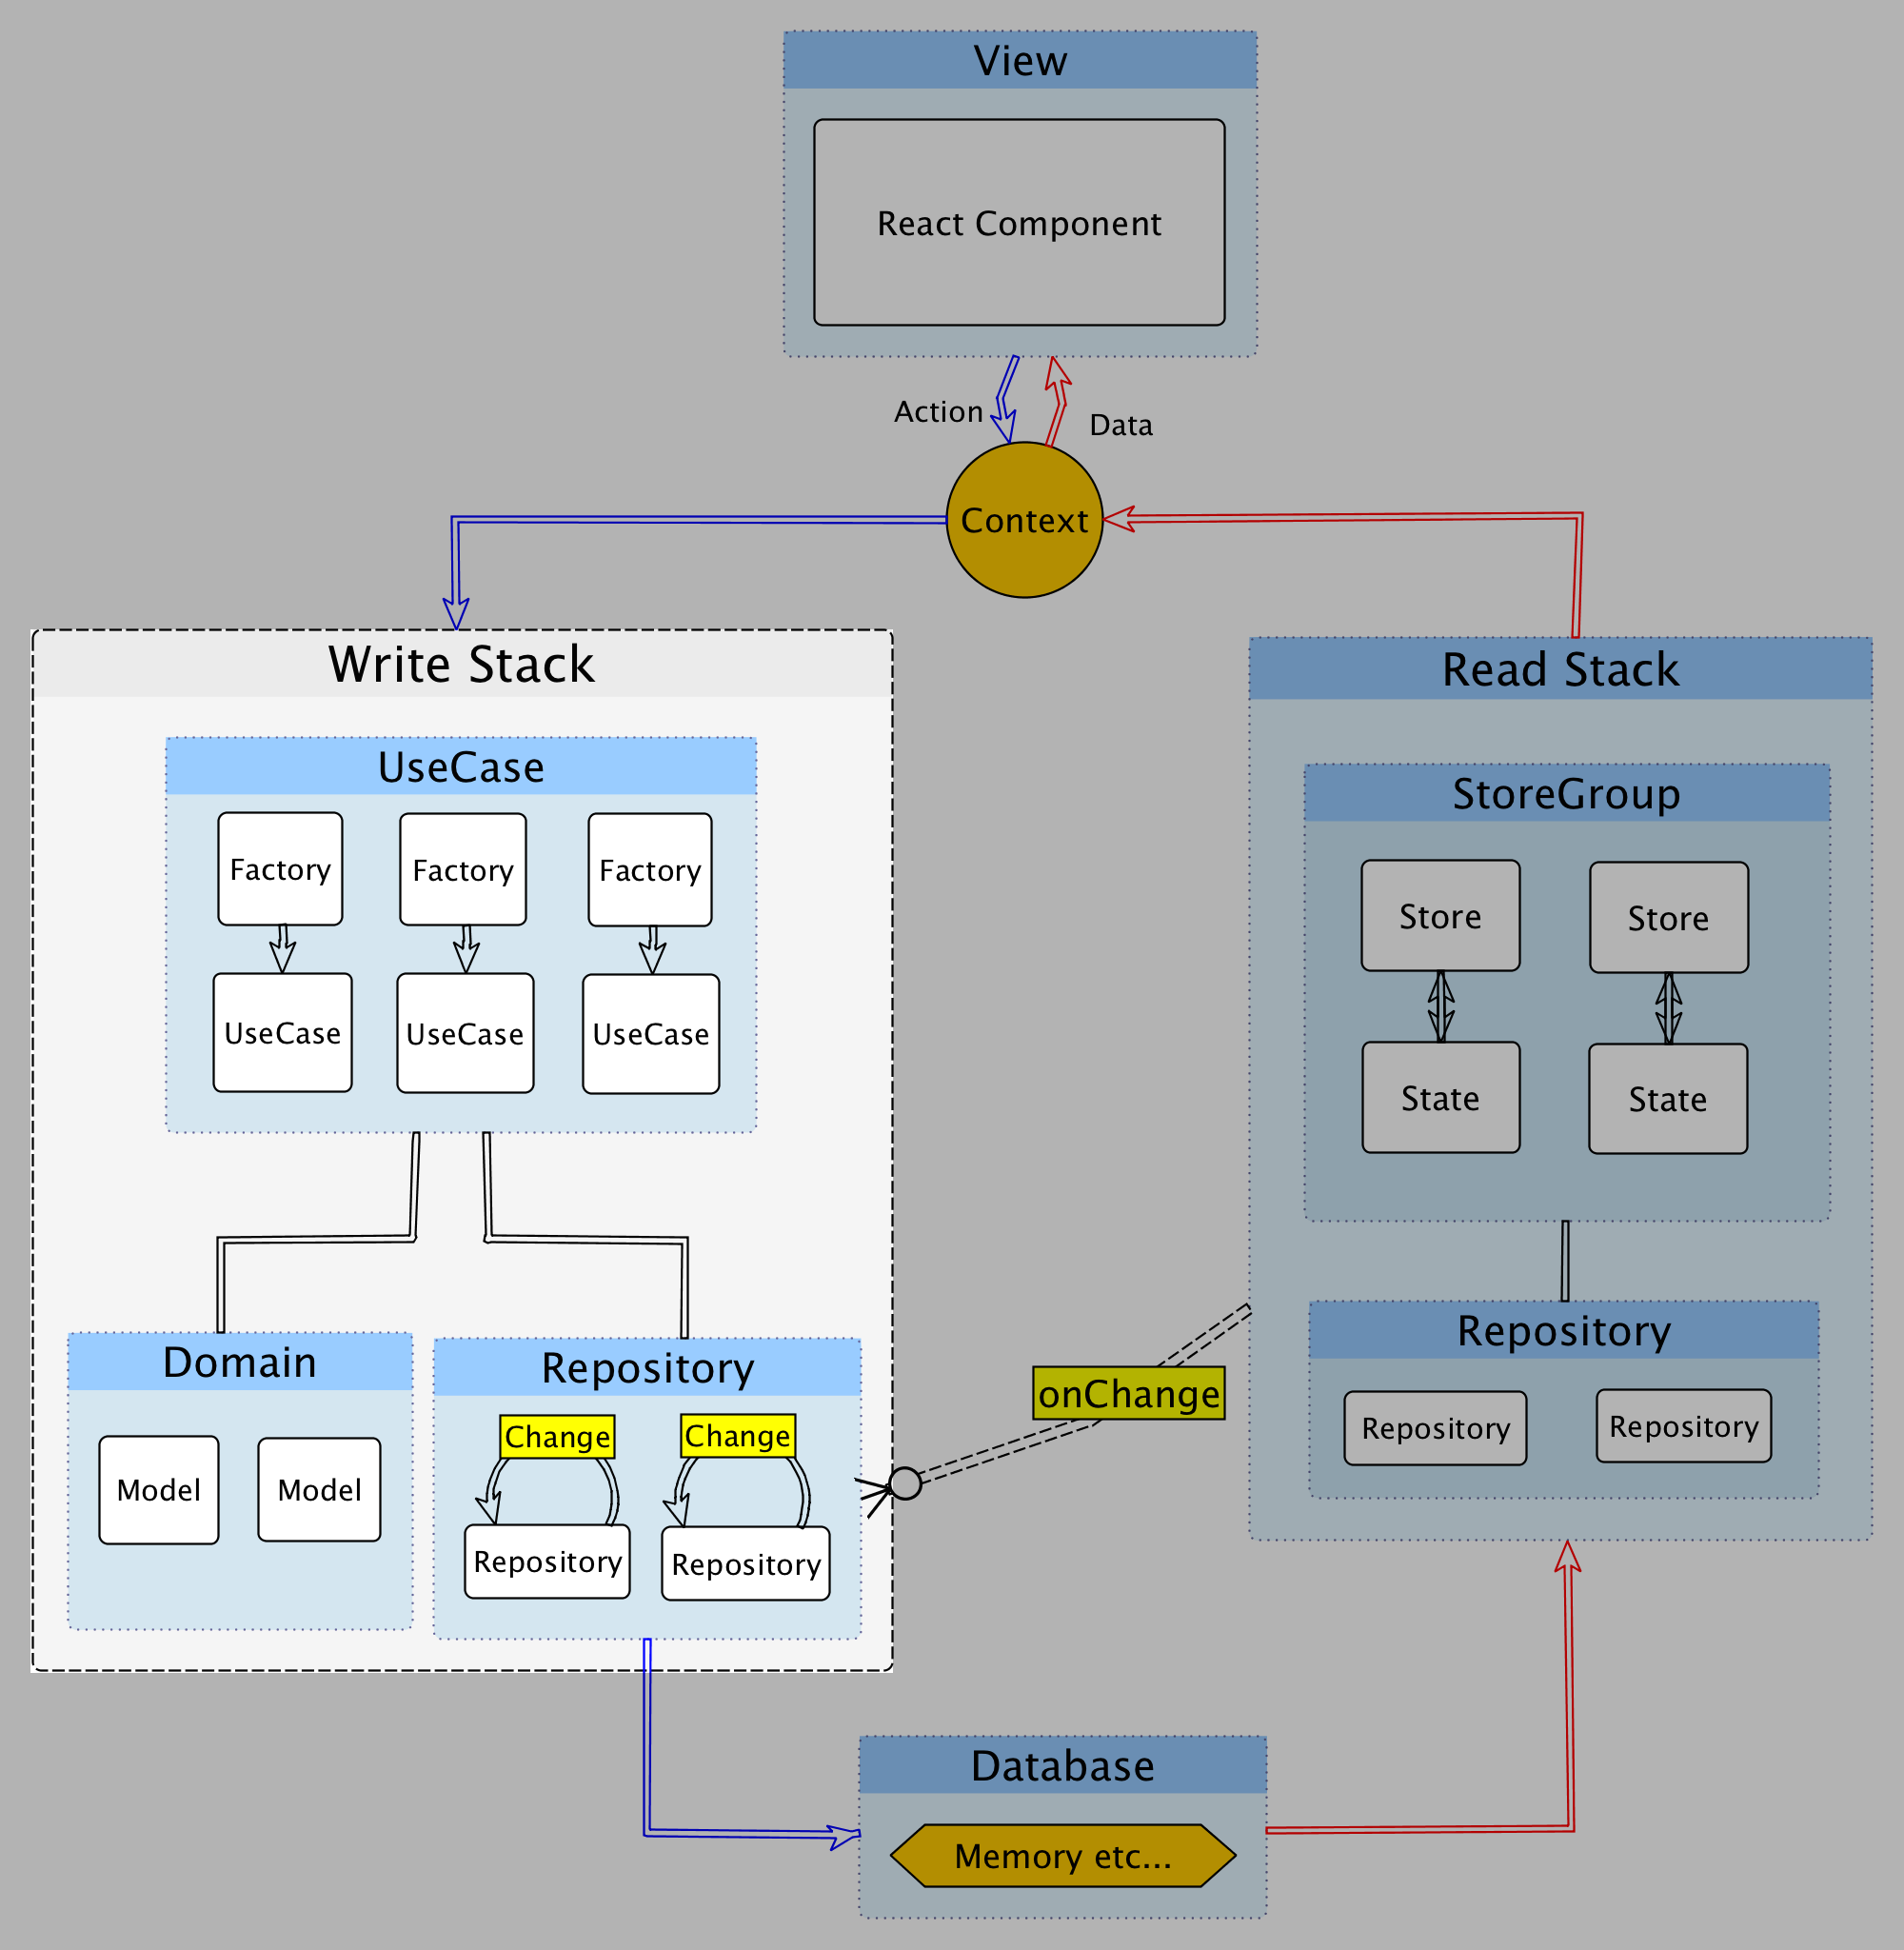 View
React Component
Action
Data
Context
Write Stack
UseCase
Factory
Factory
Factory
UseCase
UseCase
UseCase
Domain
Model
Model
Repository
Change
Change
Repository
Repository
onChange
Read Stack
StoreGroup
Store
Store
State
State
Repository
Repository
Repository
Database
Memory etc...